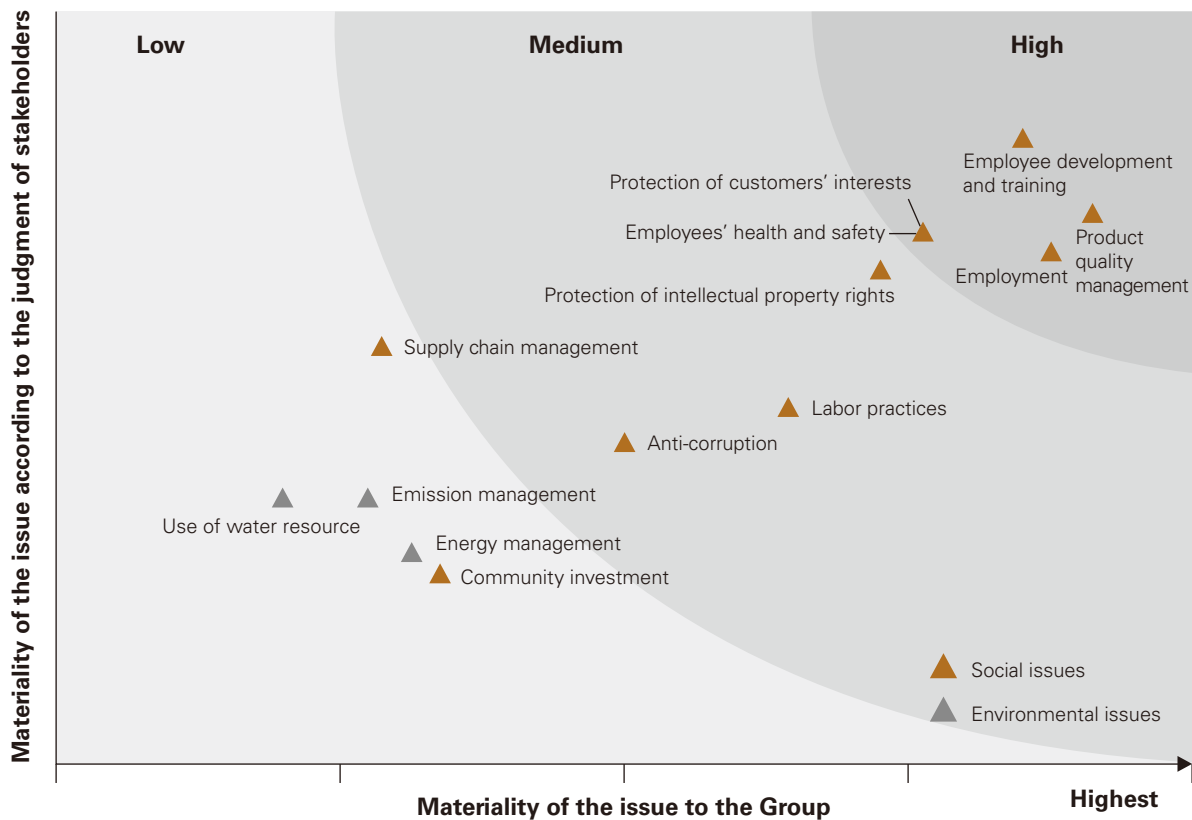 Materiality of the issue according to the judgment of stakeholders
Low
Medium
High
Employee development
and training
Protection of customers’ interests
Employees’ health and safety
Product
quality
management
Employment
Protection of intellectual property rights
Supply chain management
Labor practices
Anti-corruption
Emission management
Use of water resource
Energy management
Community investment
Social issues
Environmental issues
Materiality of the issue to the Group
Highest